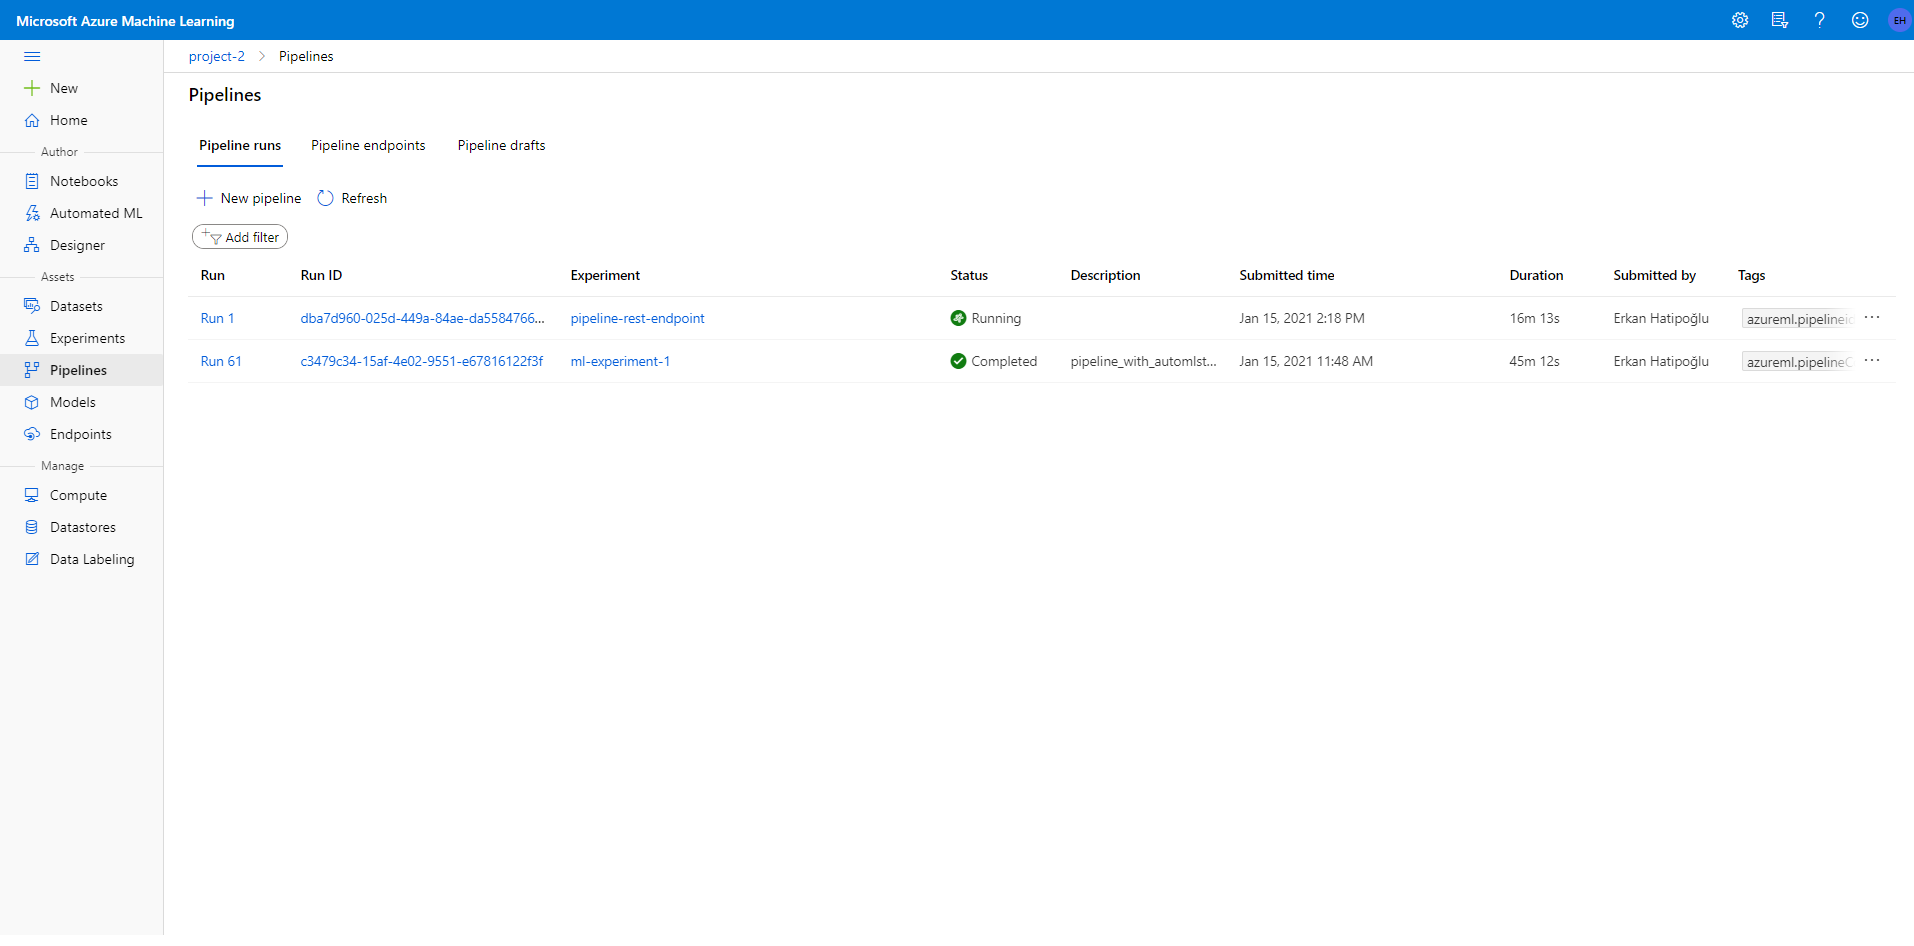 Microsoft Azure Machine Learning
EH
project-2 > Pipelines
New
Home
Author
Notebooks
Automated ML
Designer
Assets
Datasets
Experiments
Pipelines
Models
Endpoints
Manage
Compute
Datastores
Data Labeling
Pipelines
Pipeline runs Pipeline endpoints Pipeline drafts
New pipeline Refresh
Add filter
Run Run ID Experiment Status Description Submitted time Duration Submitted by Tags
Run 1 dba7d960-025d-449a-84ae-da5584766... pipeline-rest-endpoint Running Jan 15, 2021 2:18 PM 16m 13s Erkan Hatipoğlu azureml.pipelineid ...
Run 61 c3479c34-15af-4e02-9551-e67816122f3f ml-experiment-1 Completed pipeline_with_automlst... Jan 15, 2021 11:48 AM 45m 12s Erkan Hatipoğlu azureml.pipelineC ...